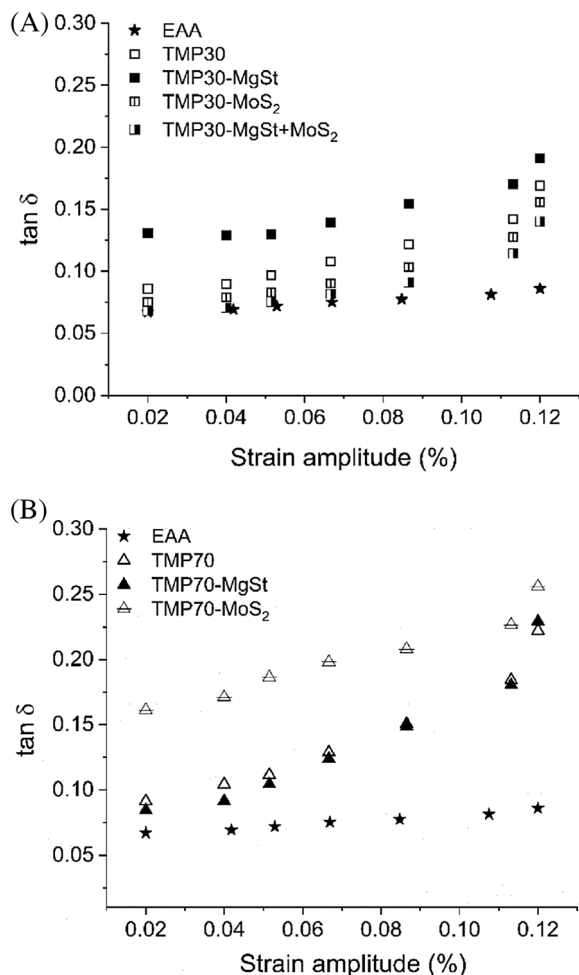 (A)
EAA
TMP30
TMP30-MgSt
TMP30-MoS₂
TMP30-MgSt+MoS₂
0.30
0.25
0.20
0.15
0.10
0.05
0.00
tan δ
0.02 0.04 0.06 0.08 0.10 0.12
Strain amplitude (%)
(B)
EAA
TMP70
TMP70-MgSt
TMP70-MoS₂
0.30
0.25
0.20
0.15
0.10
0.05
tan δ
0.02 0.04 0.06 0.08 0.10 0.12
Strain amplitude (%)